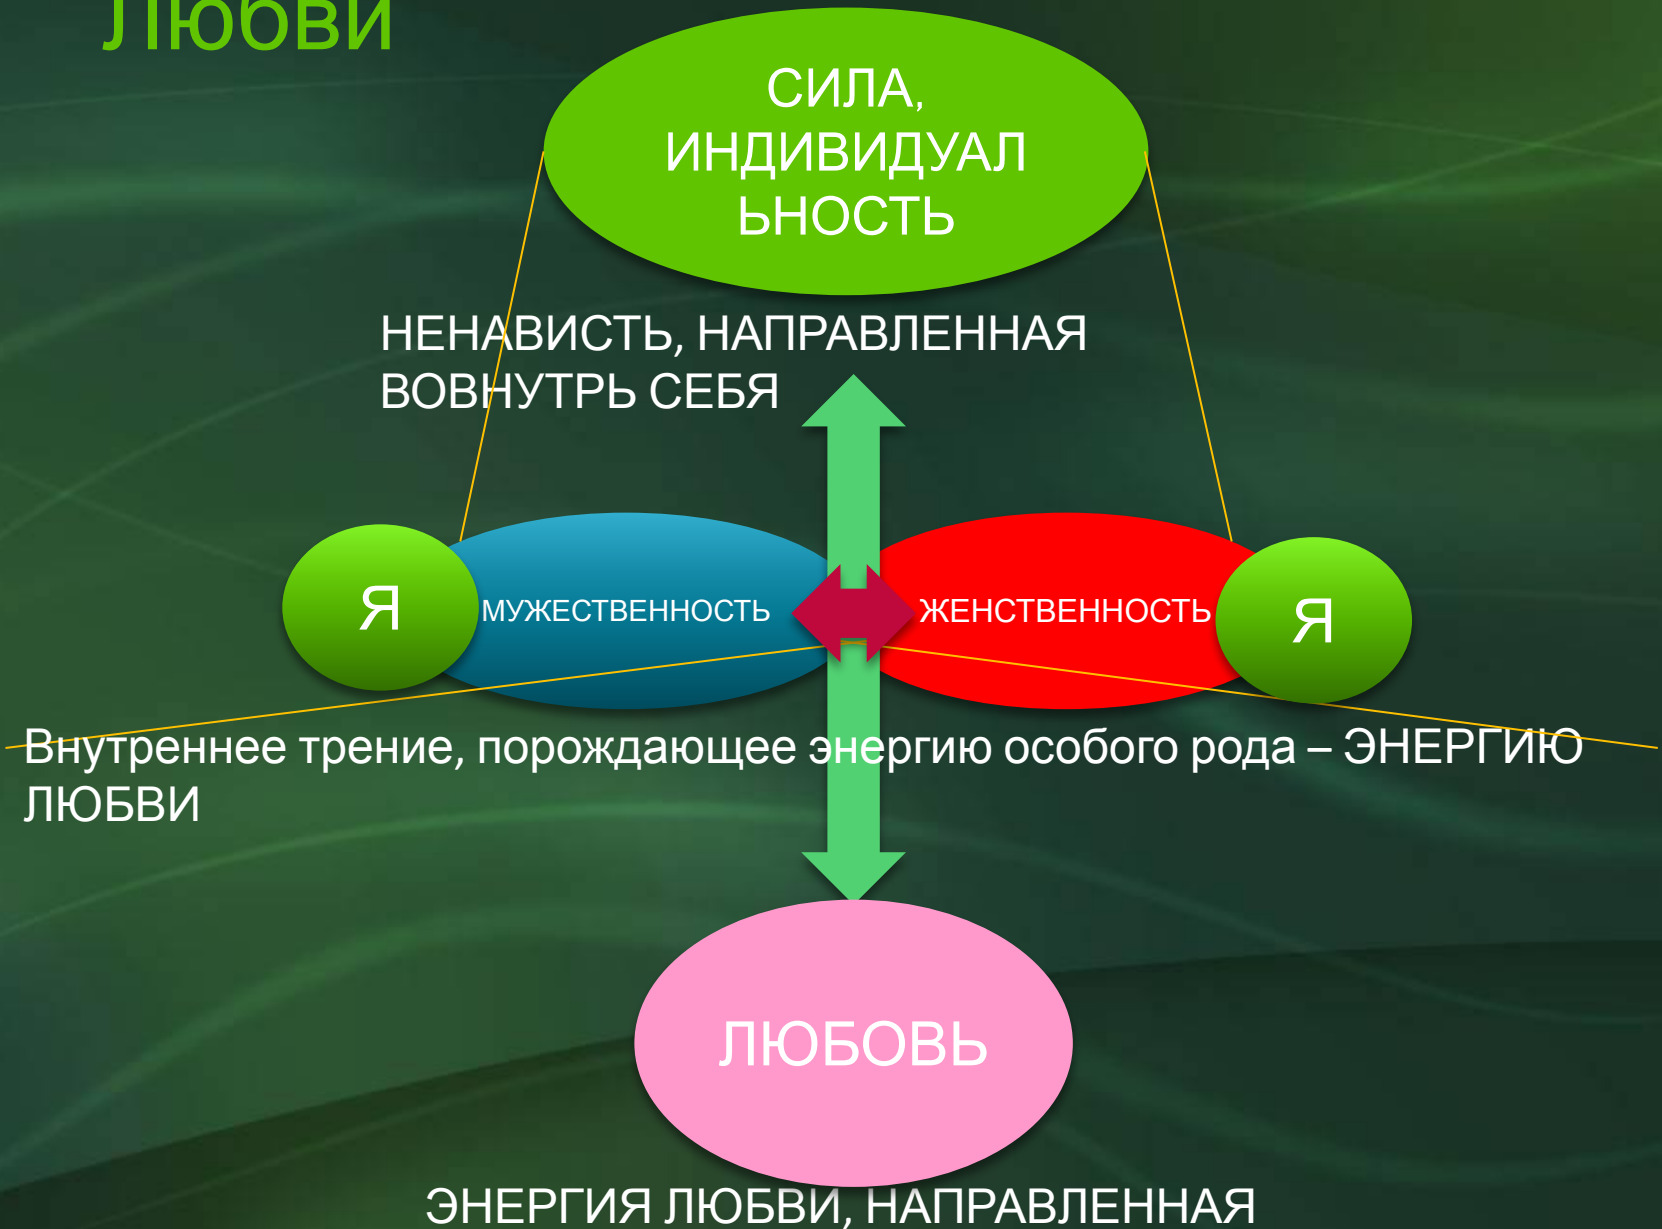 Любви
СИЛА,
ИНДИВИДУАЛ
ЬНОСТЬ
НЕНАВИСТЬ, НАПРАВЛЕННАЯ
ВОВНУТРЬ СЕБЯ
Я
МУЖЕСТВЕННОСТЬ
ЖЕНСТВЕННОСТЬ
Я
Внутреннее трение, порождающее энергию особого рода – ЭНЕРГИЮ
ЛЮБВИ
ЛЮБОВЬ
ЭНЕРГИЯ ЛЮБВИ, НАПРАВЛЕННАЯ